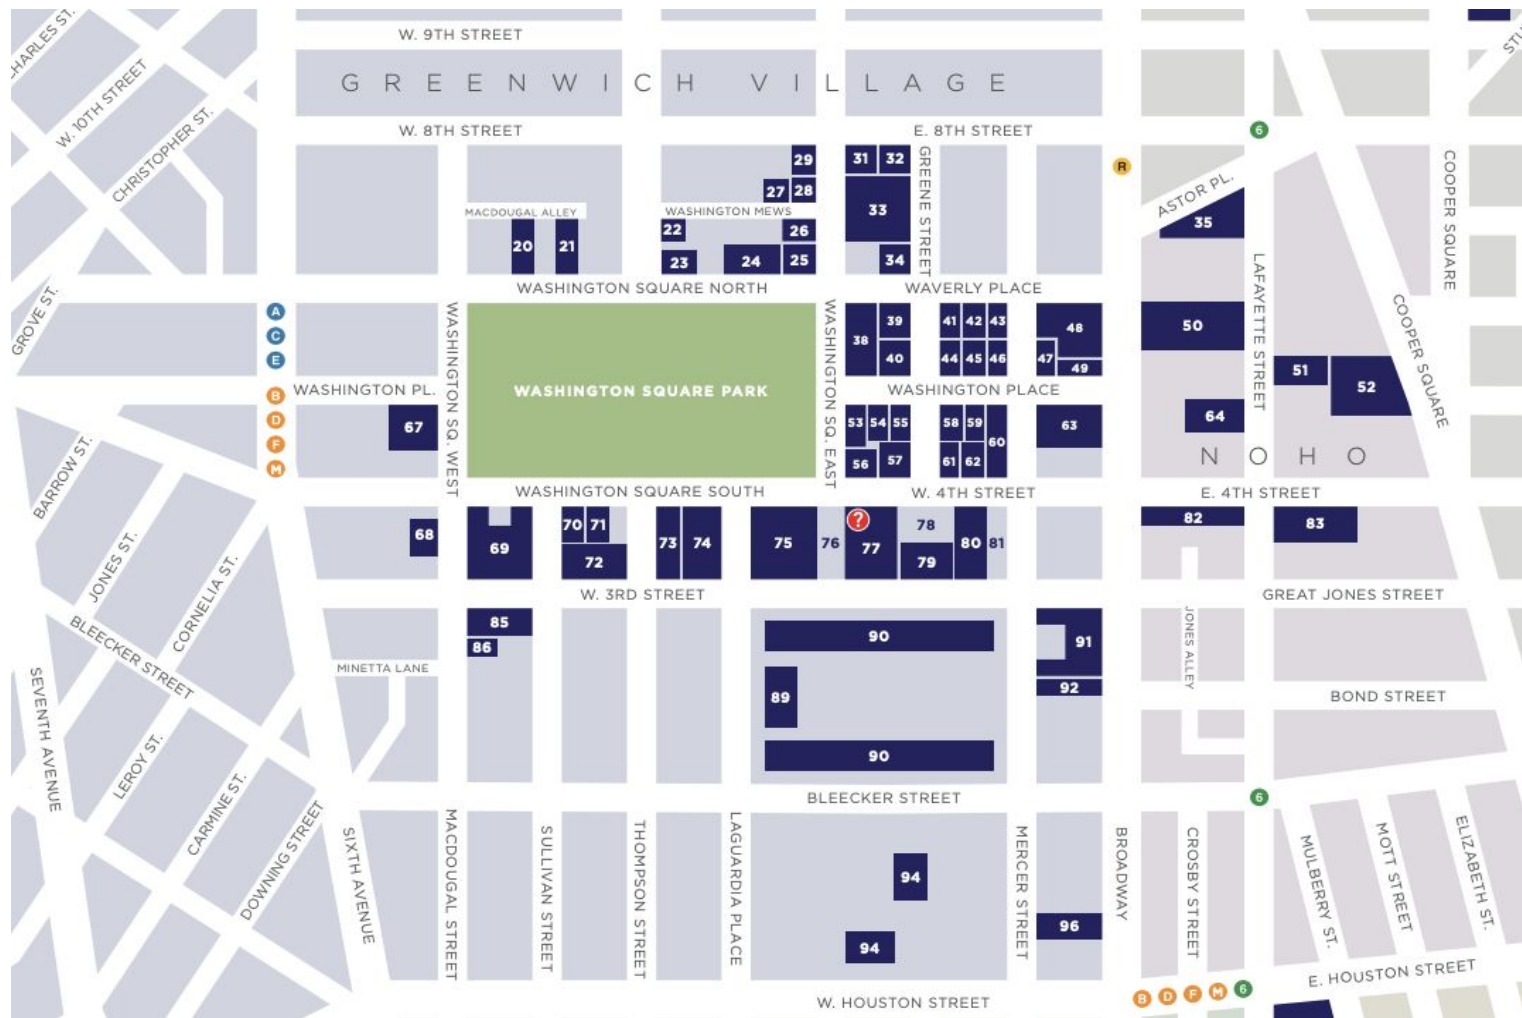 CHARLES ST.
W. 9TH STREET
W. 10TH STREET
GREENWICH VILLAGE
CHRISTOPHER ST.
W. 8TH STREET
E. 8TH STREET
6
R
29
31
32
27
28
GREENE STREET
ASTOR PL.
COOPER SQUARE
MACDOUGAL ALLEY
WASHINGTON MEWS
33
35
20
21
22
26
23
24
25
34
WASHINGTON SQUARE NORTH
WAVERLY PLACE
GROVE ST.
A
C
E
B
D
F
M
WASHINGTON SQ. WEST
WASHINGTON SQ. EAST
LAFAYETTE STREET
COOPER SQUARE
38
39
40
41
42
43
44
45
46
47
48
49
50
51
52
WASHINGTON PL.
WASHINGTON SQUARE PARK
WASHINGTON PLACE
67
53
54
55
56
57
58
59
60
61
62
63
64
NOHO
BARROW ST.
WASHINGTON SQUARE SOUTH
W. 4TH STREET
E. 4TH STREET
68
69
70
71
72
73
74
75
76
?
77
78
79
80
81
82
83
JONES ST.
CORNELIA ST.
W. 3RD STREET
GREAT JONES STREET
BLEECKER STREET
85
86
90
91
92
89
90
JONES ALLEY
MINETTA LANE
BOND STREET
SEVENTH AVENUE
LEROY ST.
CARMINE ST.
DOWNING STREET
BLEECKER STREET
6
SIXTH AVENUE
MACDOUGAL STREET
SULLIVAN STREET
THOMPSON STREET
LAGUARDIA PLACE
MERCER STREET
BROADWAY
CROSBY STREET
MULBERRY ST.
MOTT STREET
ELIZABETH ST.
94
94
96
E. HOUSTON STREET
W. HOUSTON STREET
B
D
F
M
6